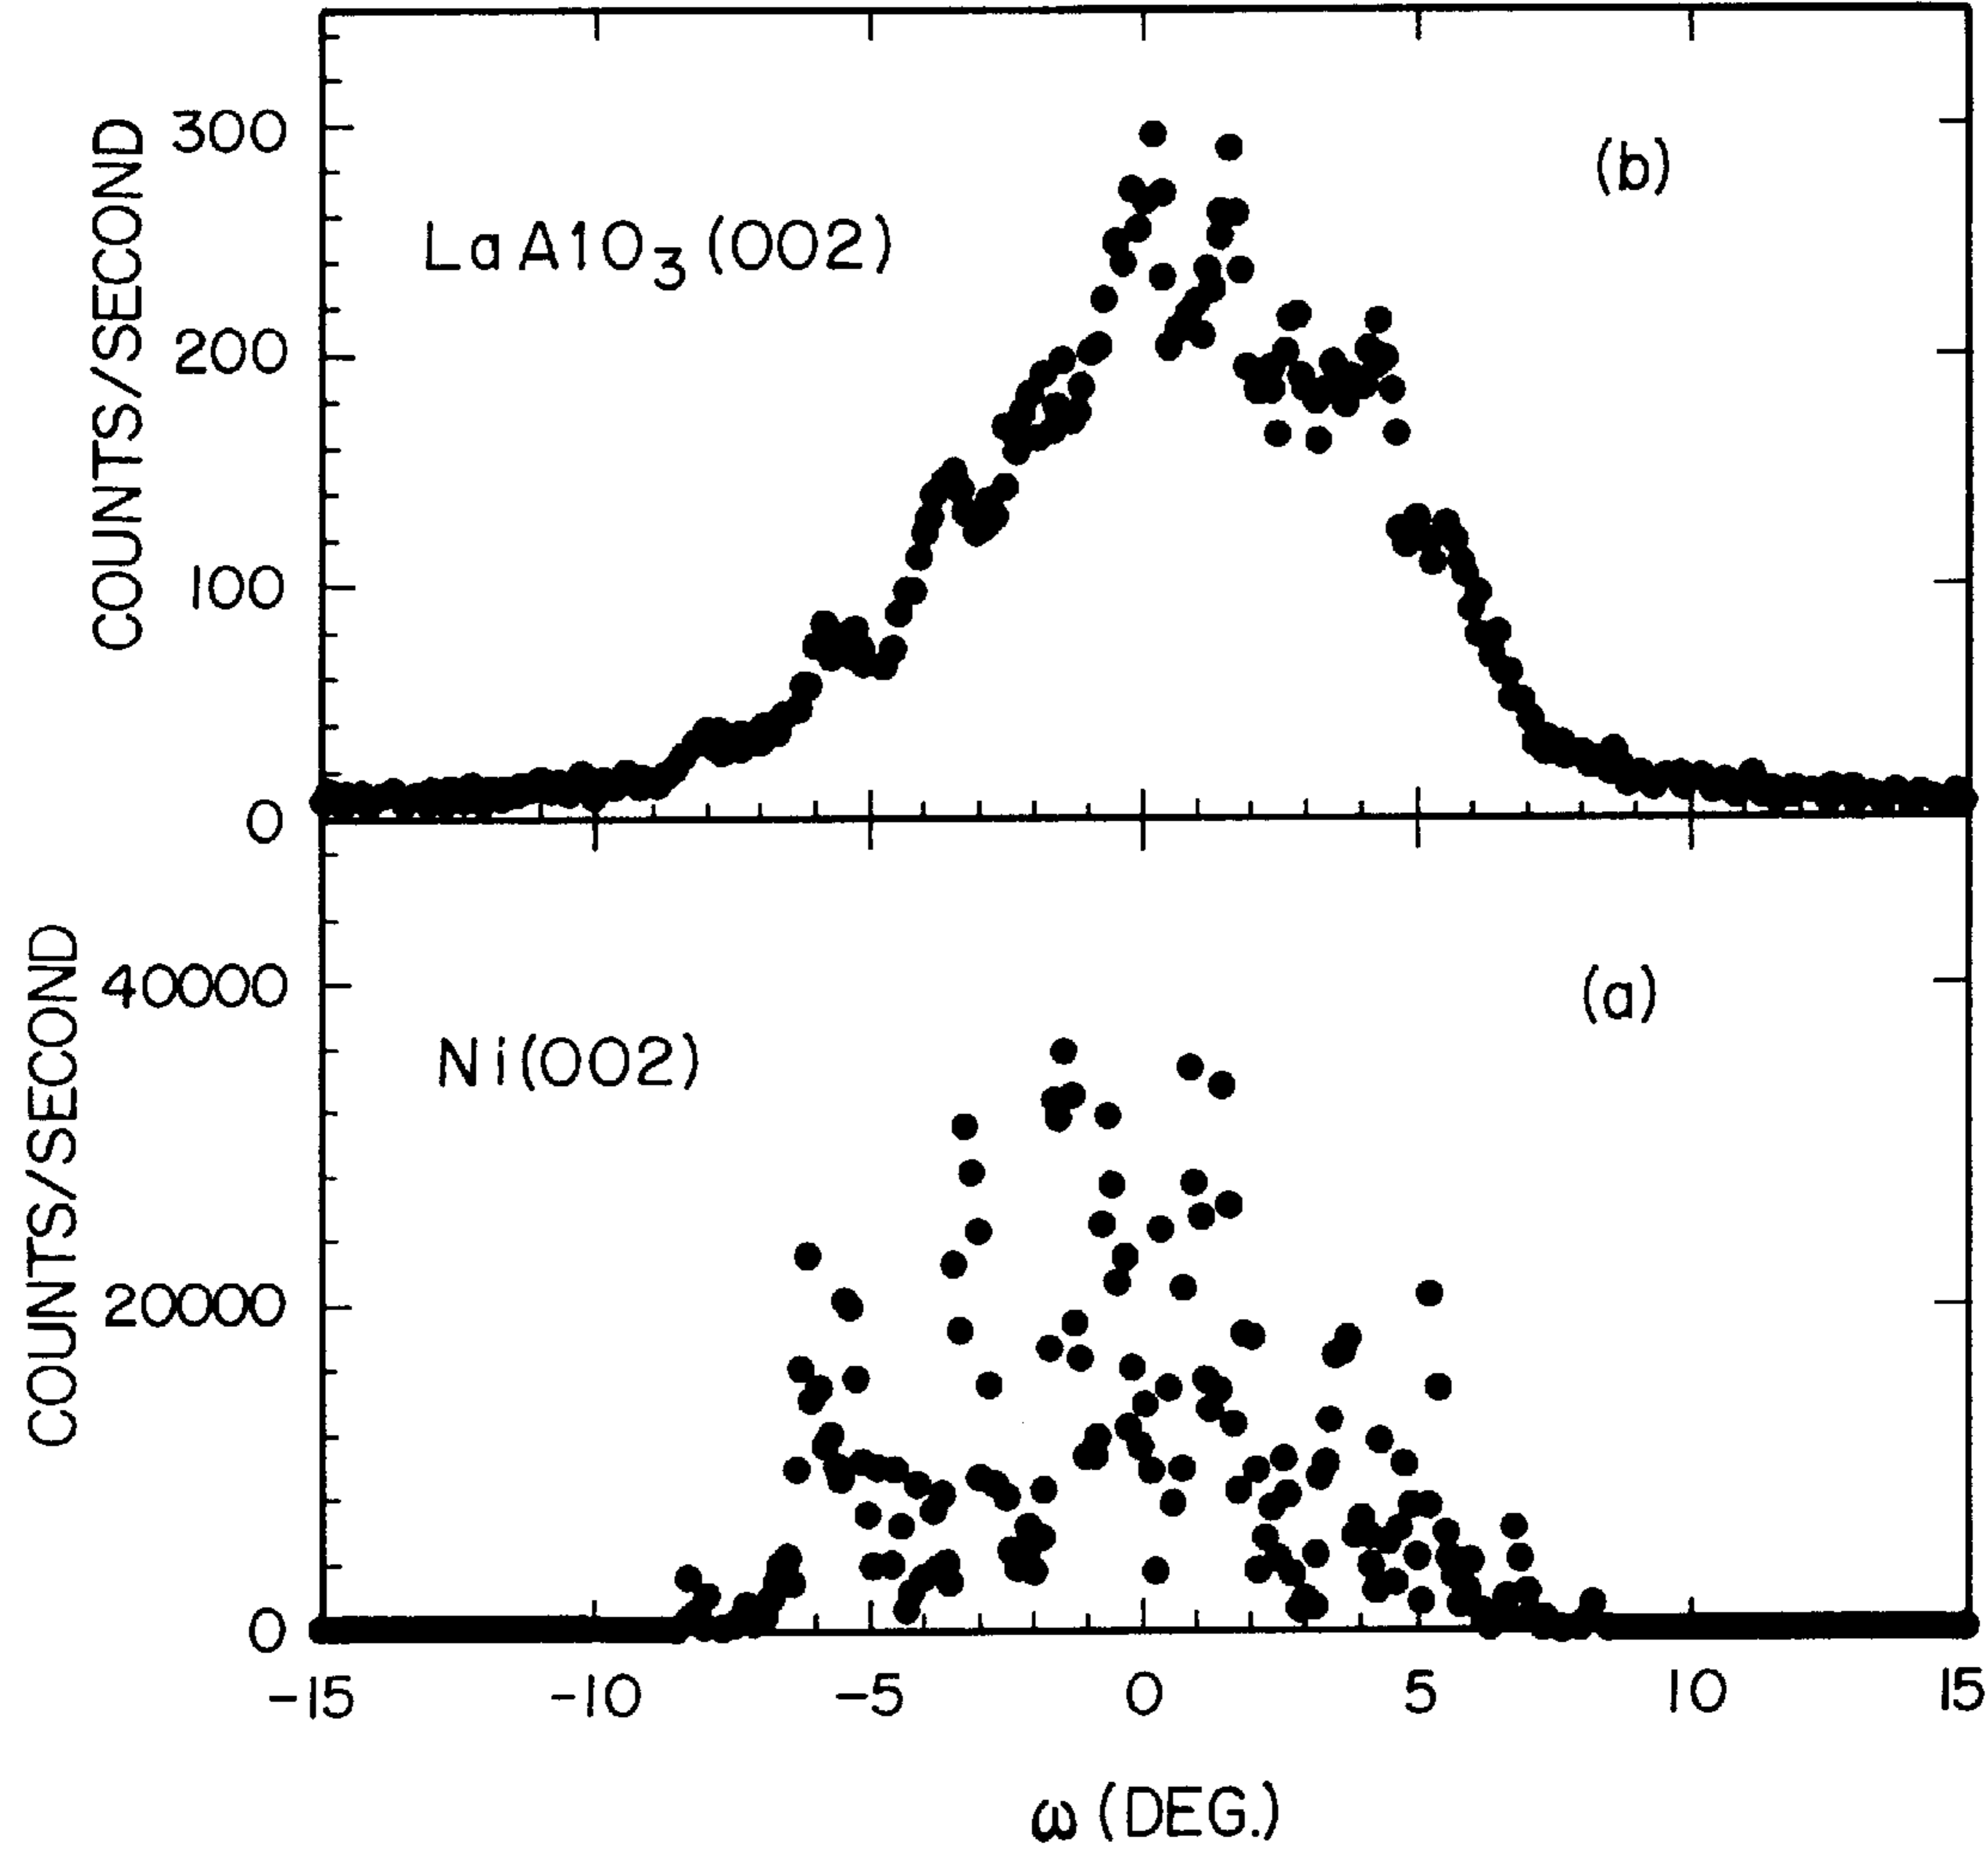 COUNTS/SECOND
300
200
100
0
LaAlO3(002)
(b)
COUNTS/SECOND
40000
20000
0
Ni(002)
(a)
-15 -10 -5 0 5 10 15
ω (DEG.)